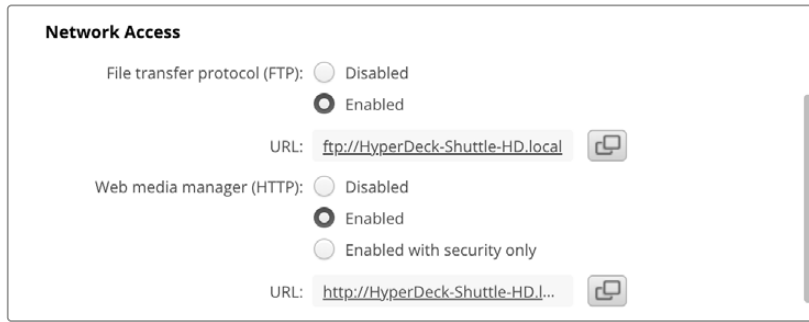 Network Access
File transfer protocol (FTP): Disabled
Enabled
URL: ftp://HyperDeck-Shuttle-HD.local
Web media manager (HTTP): Disabled
Enabled
Enabled with security only
URL: http://HyperDeck-Shuttle-HD.l...